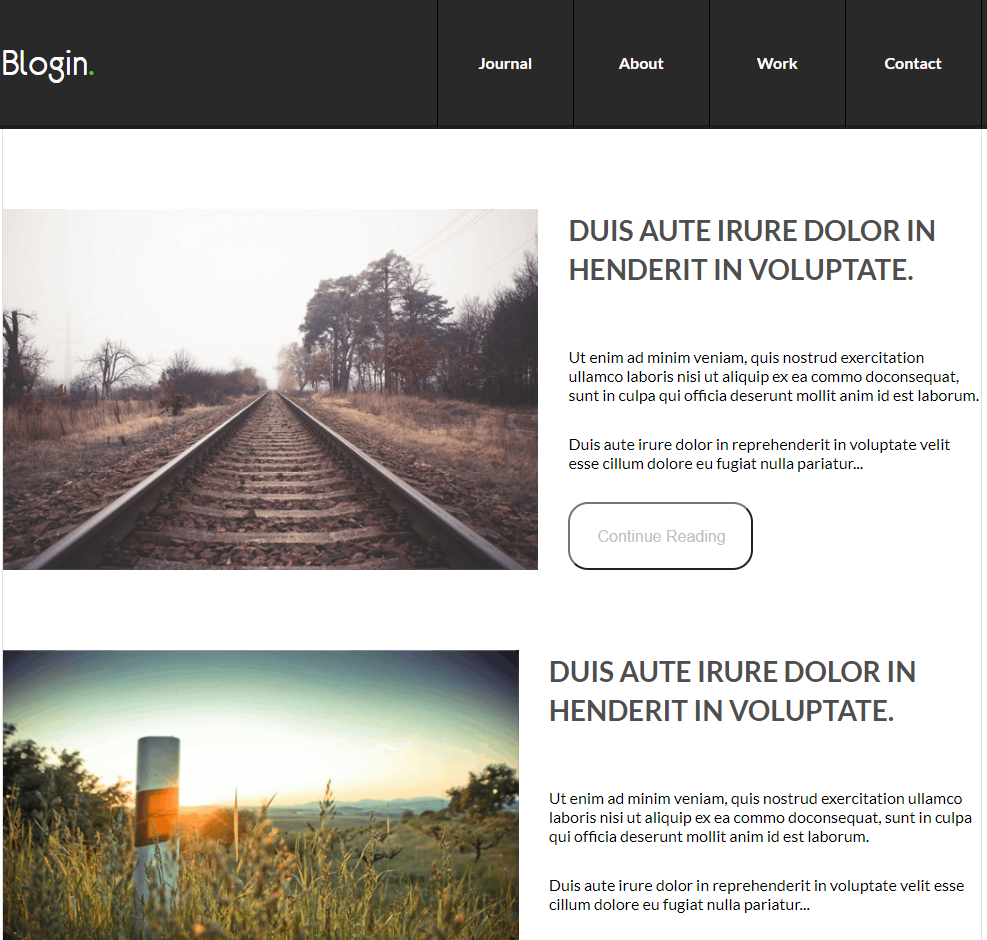 Blogin.
Journal
About
Work
Contact
DUIS AUTE IRURE DOLOR IN
HENDERIT IN VOLUPTATE.
Ut enim ad minim veniam, quis nostrud exercitation
ullamco laboris nisi ut aliquip ex ea commo doconsequat,
sunt in culpa qui officia deserunt mollit anim id est laborum.
Duis aute irure dolor in reprehenderit in voluptate velit
esse cillum dolore eu fugiat nulla pariatur...
Continue Reading
DUIS AUTE IRURE DOLOR IN
HENDERIT IN VOLUPTATE.
Ut enim ad minim veniam, quis nostrud exercitation ullamco
laboris nisi ut aliquip ex ea commo doconsequat, sunt in culpa
qui officia deserunt mollit anim id est laborum.
Duis aute irure dolor in reprehenderit in voluptate velit esse
cillum dolore eu fugiat nulla pariatur...